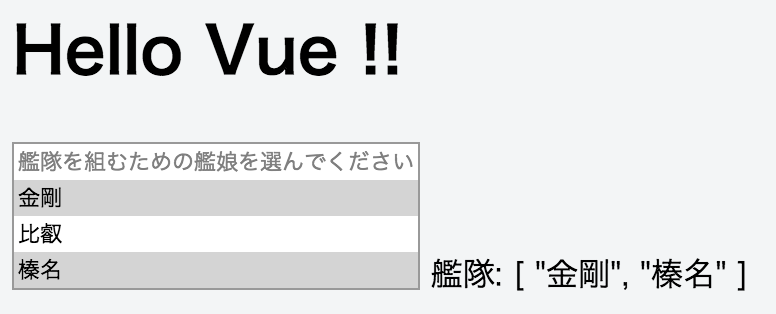 Hello Vue !!
艦隊を組むための艦娘を選んでください
金剛
比叡
榛名
艦隊: [ "金剛", "榛名" ]